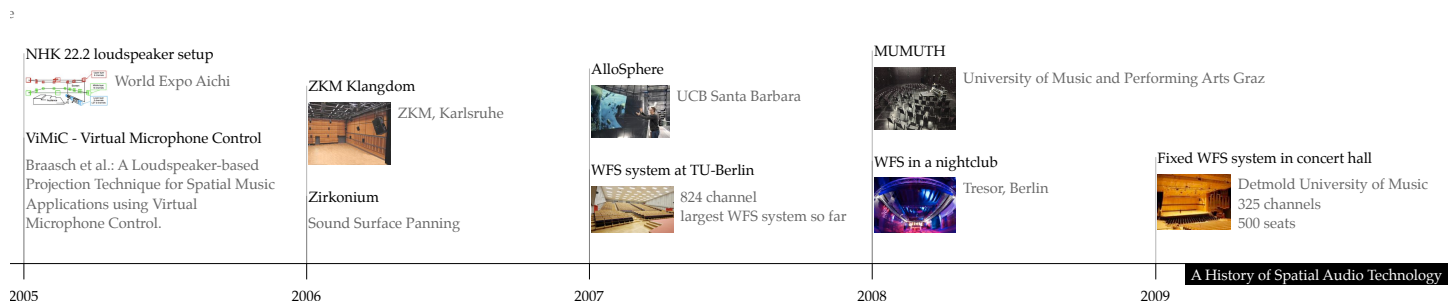 e
NHK 22.2 loudspeaker setup
World Expo Aichi
ViMiC - Virtual Microphone Control
Braasch et al.: A Loudspeaker-based
Projection Technique for Spatial Music
Applications using Virtual
Microphone Control.
ZKM Klangdom
ZKM, Karlsruhe
Zirkonium
Sound Surface Panning
AlloSphere
UCB Santa Barbara
WFS system at TU-Berlin
824 channel
largest WFS system so far
MUMUTH
University of Music and Performing Arts Graz
WFS in a nightclub
Tresor, Berlin
Fixed WFS system in concert hall
Detmold University of Music
325 channels
500 seats
A History of Spatial Audio Technology
2005
2006
2007
2008
2009